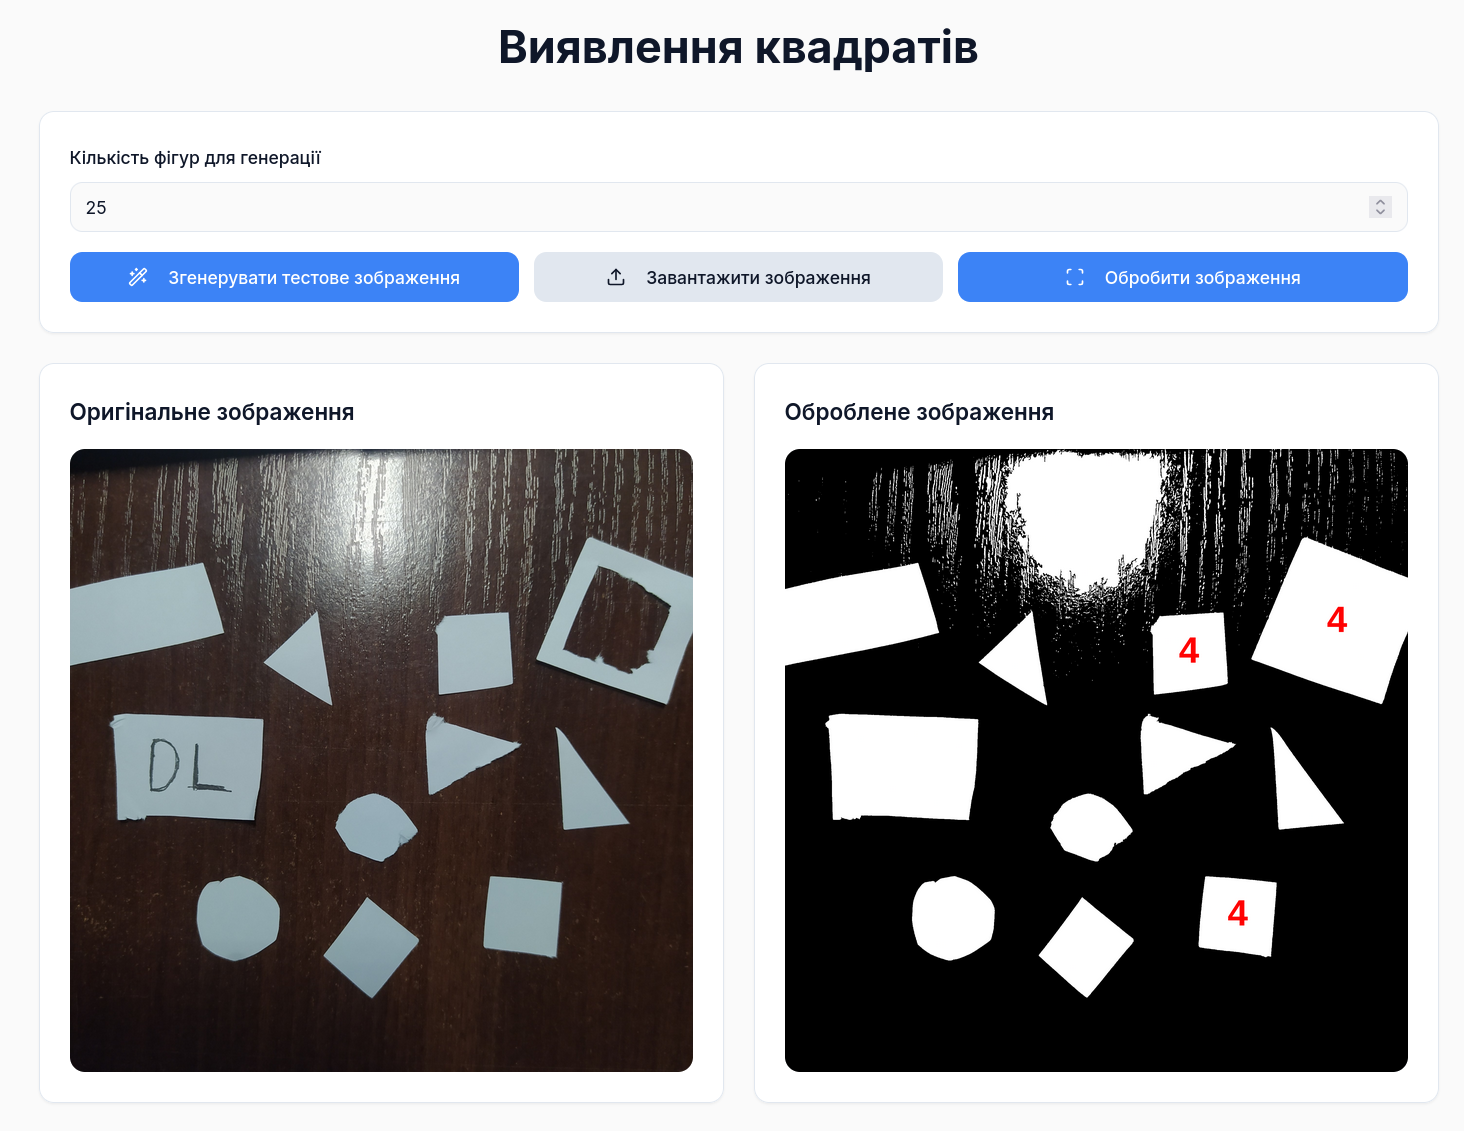 Виявлення квадратів
Кількість фігур для генерації
25
Згенерувати тестове зображення
Завантажити зображення
Обробити зображення
Оригінальне зображення
Оброблене зображення
DL
4
4
4